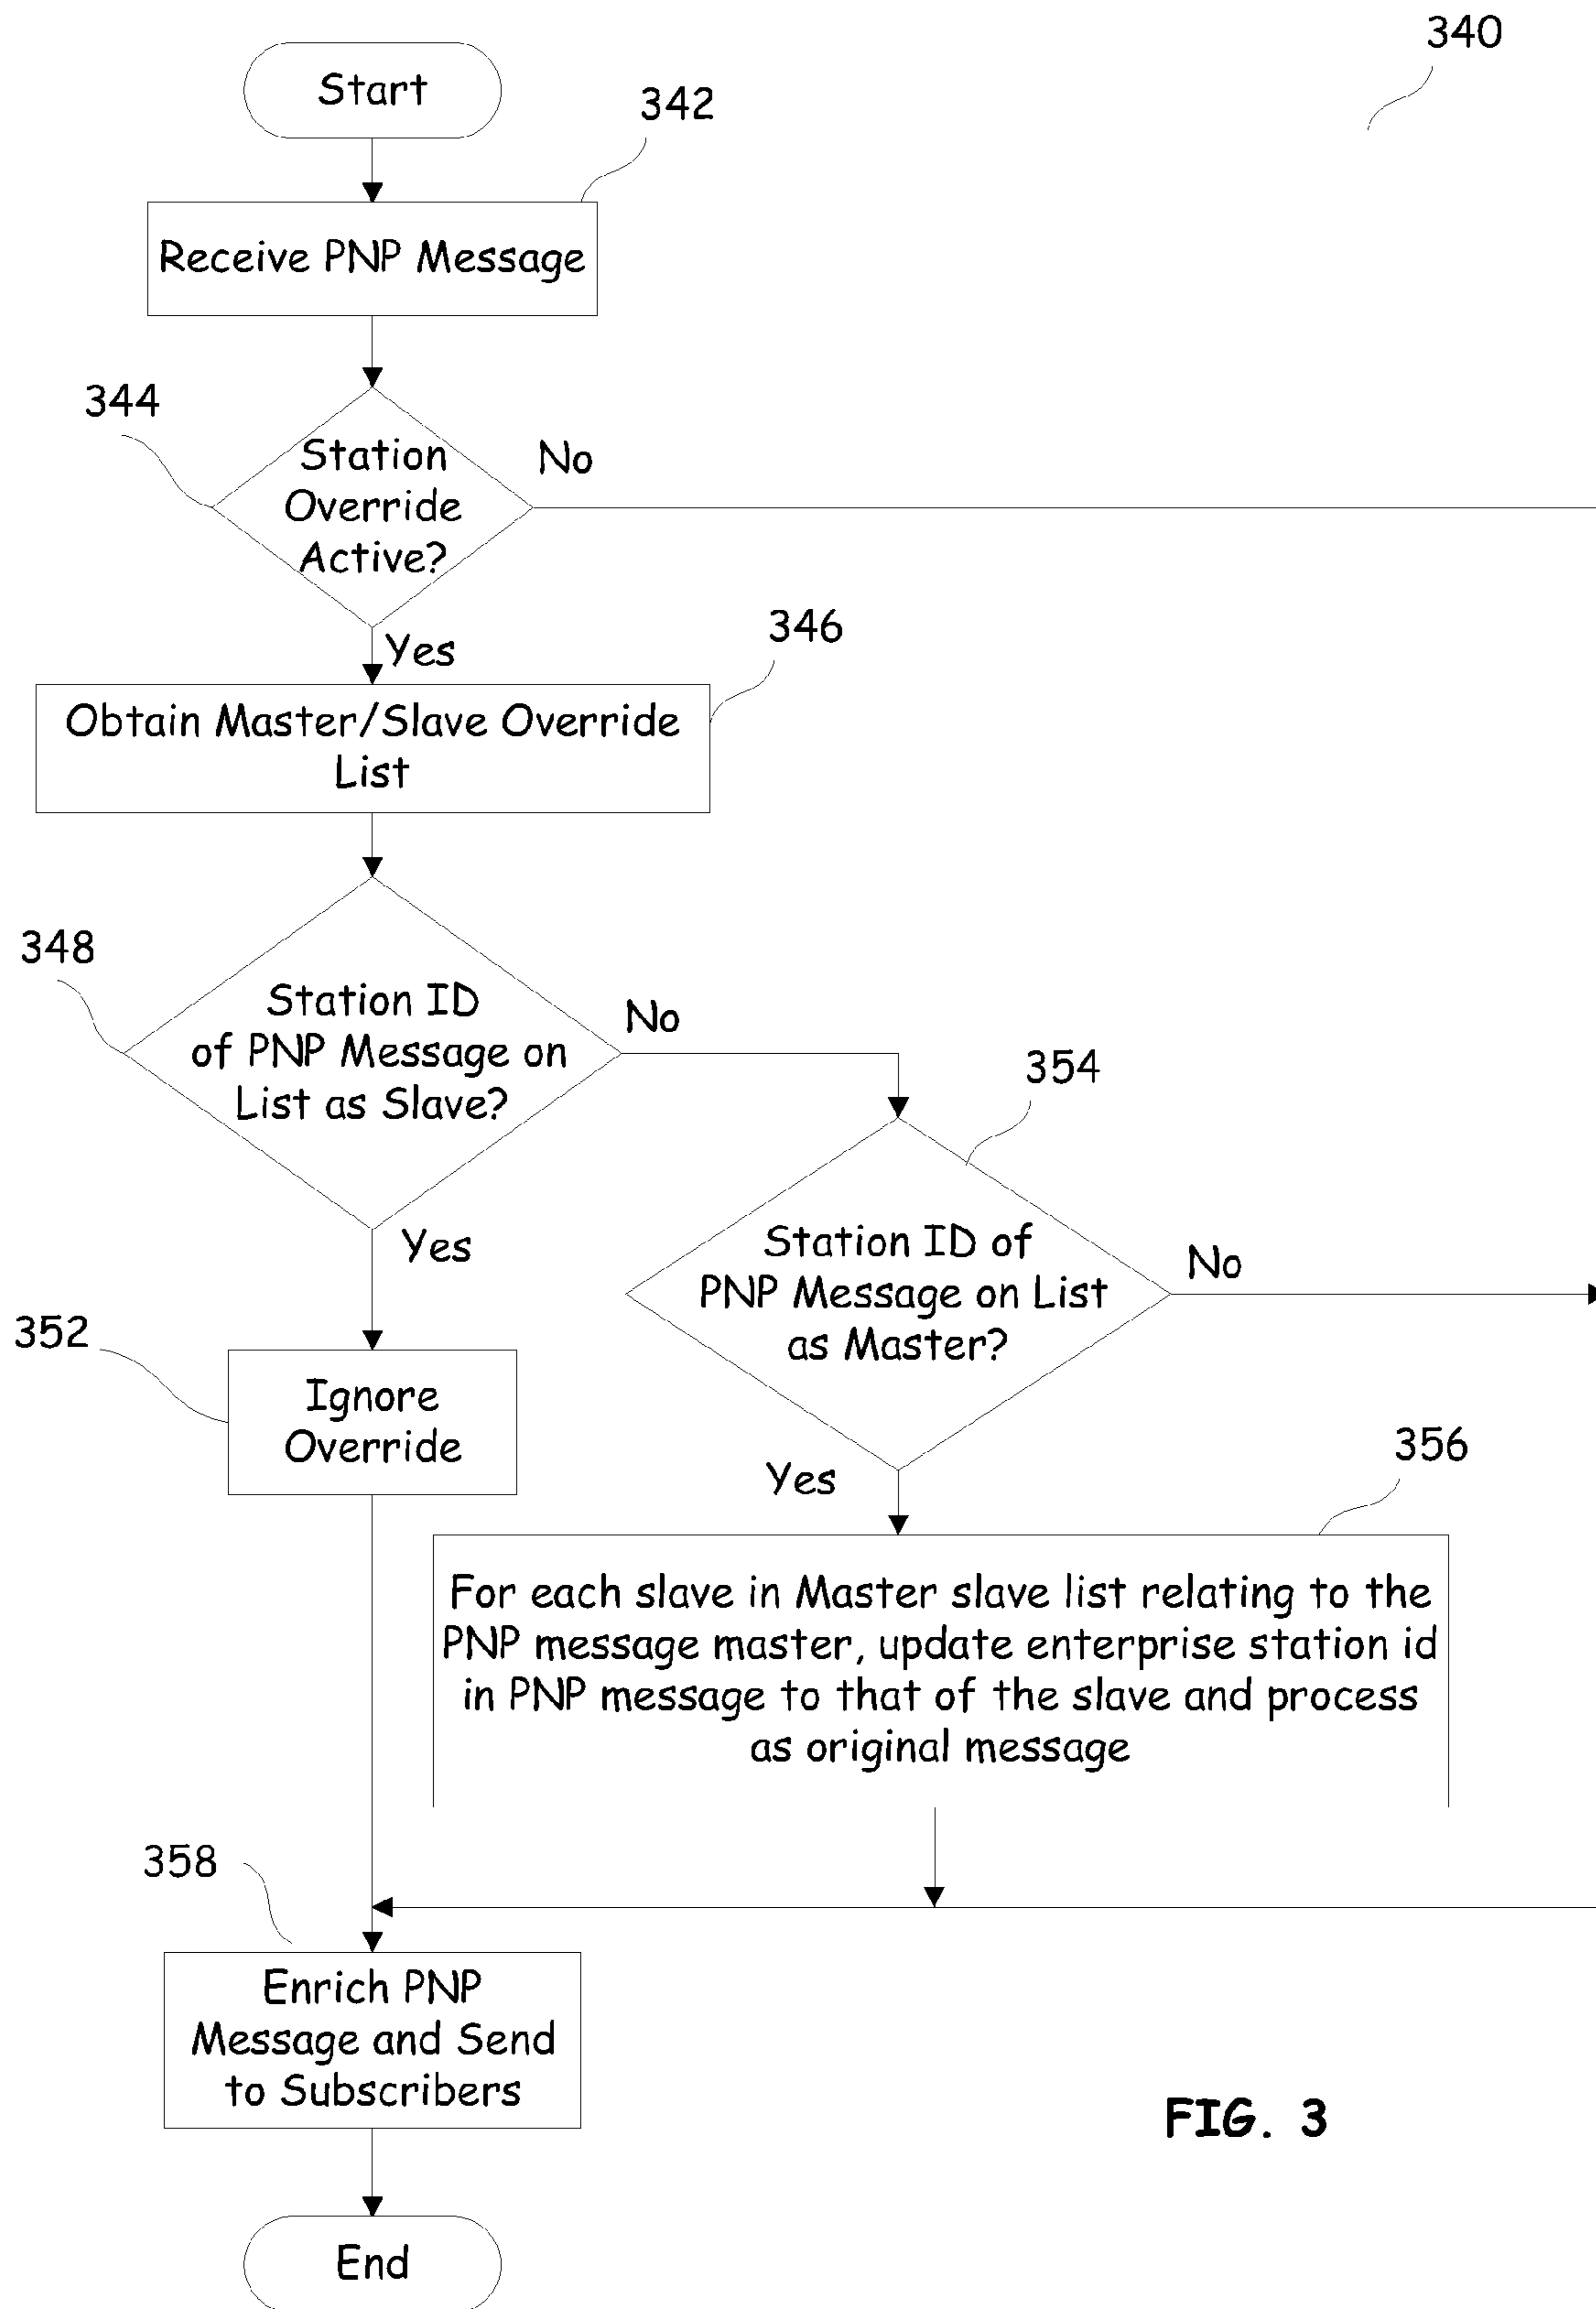 340
Start
342
Receive PNP Message
344
Station
Override
Active?
No
Yes
346
Obtain Master/Slave Override
List
348
Station ID
of PNP Message on
List as Slave?
No
Yes
354
Station ID of
PNP Message on List
as Master?
No
Yes
352
Ignore
Override
356
For each slave in Master slave list relating to the
PNP message master, update enterprise station id
in PNP message to that of the slave and process
as original message
358
Enrich PNP
Message and Send
to Subscribers
FIG. 3
End